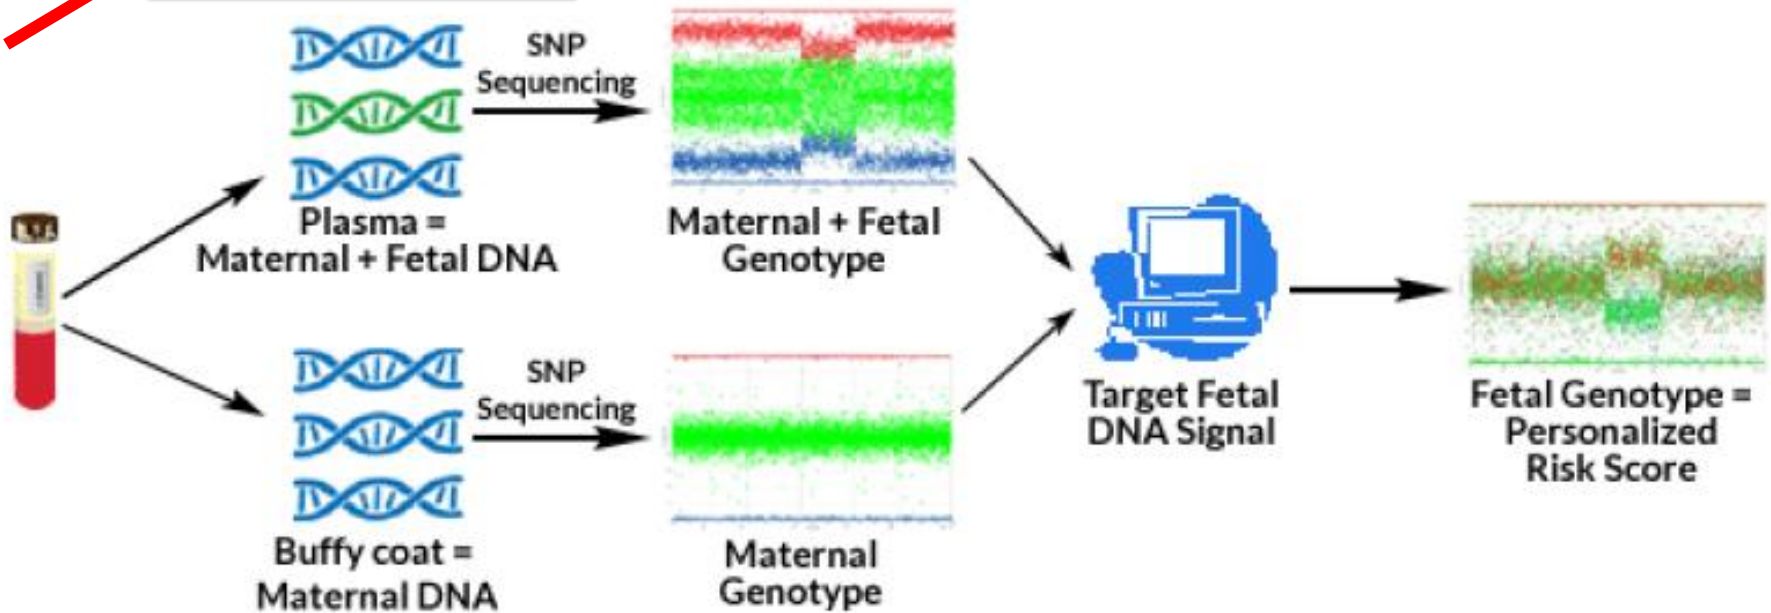 SNP
Sequencing
Plasma =
Maternal + Fetal DNA
Maternal + Fetal
Genotype
SNP
Sequencing
Buffy coat =
Maternal DNA
Maternal
Genotype
Target Fetal
DNA Signal
Fetal Genotype =
Personalized
Risk Score